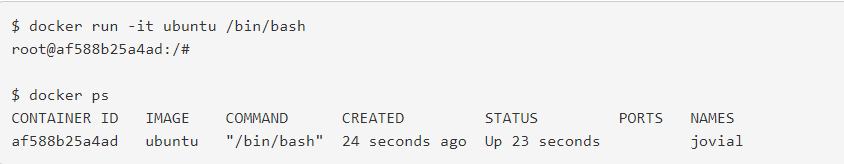 $ docker run -it ubuntu /bin/bash
root@af588b25a4ad:/#
$ docker ps
CONTAINER ID   IMAGE    COMMAND      CREATED         STATUS         PORTS   NAMES
af588b25a4ad   ubuntu   "/bin/bash"  24 seconds ago  Up 23 seconds          jovial